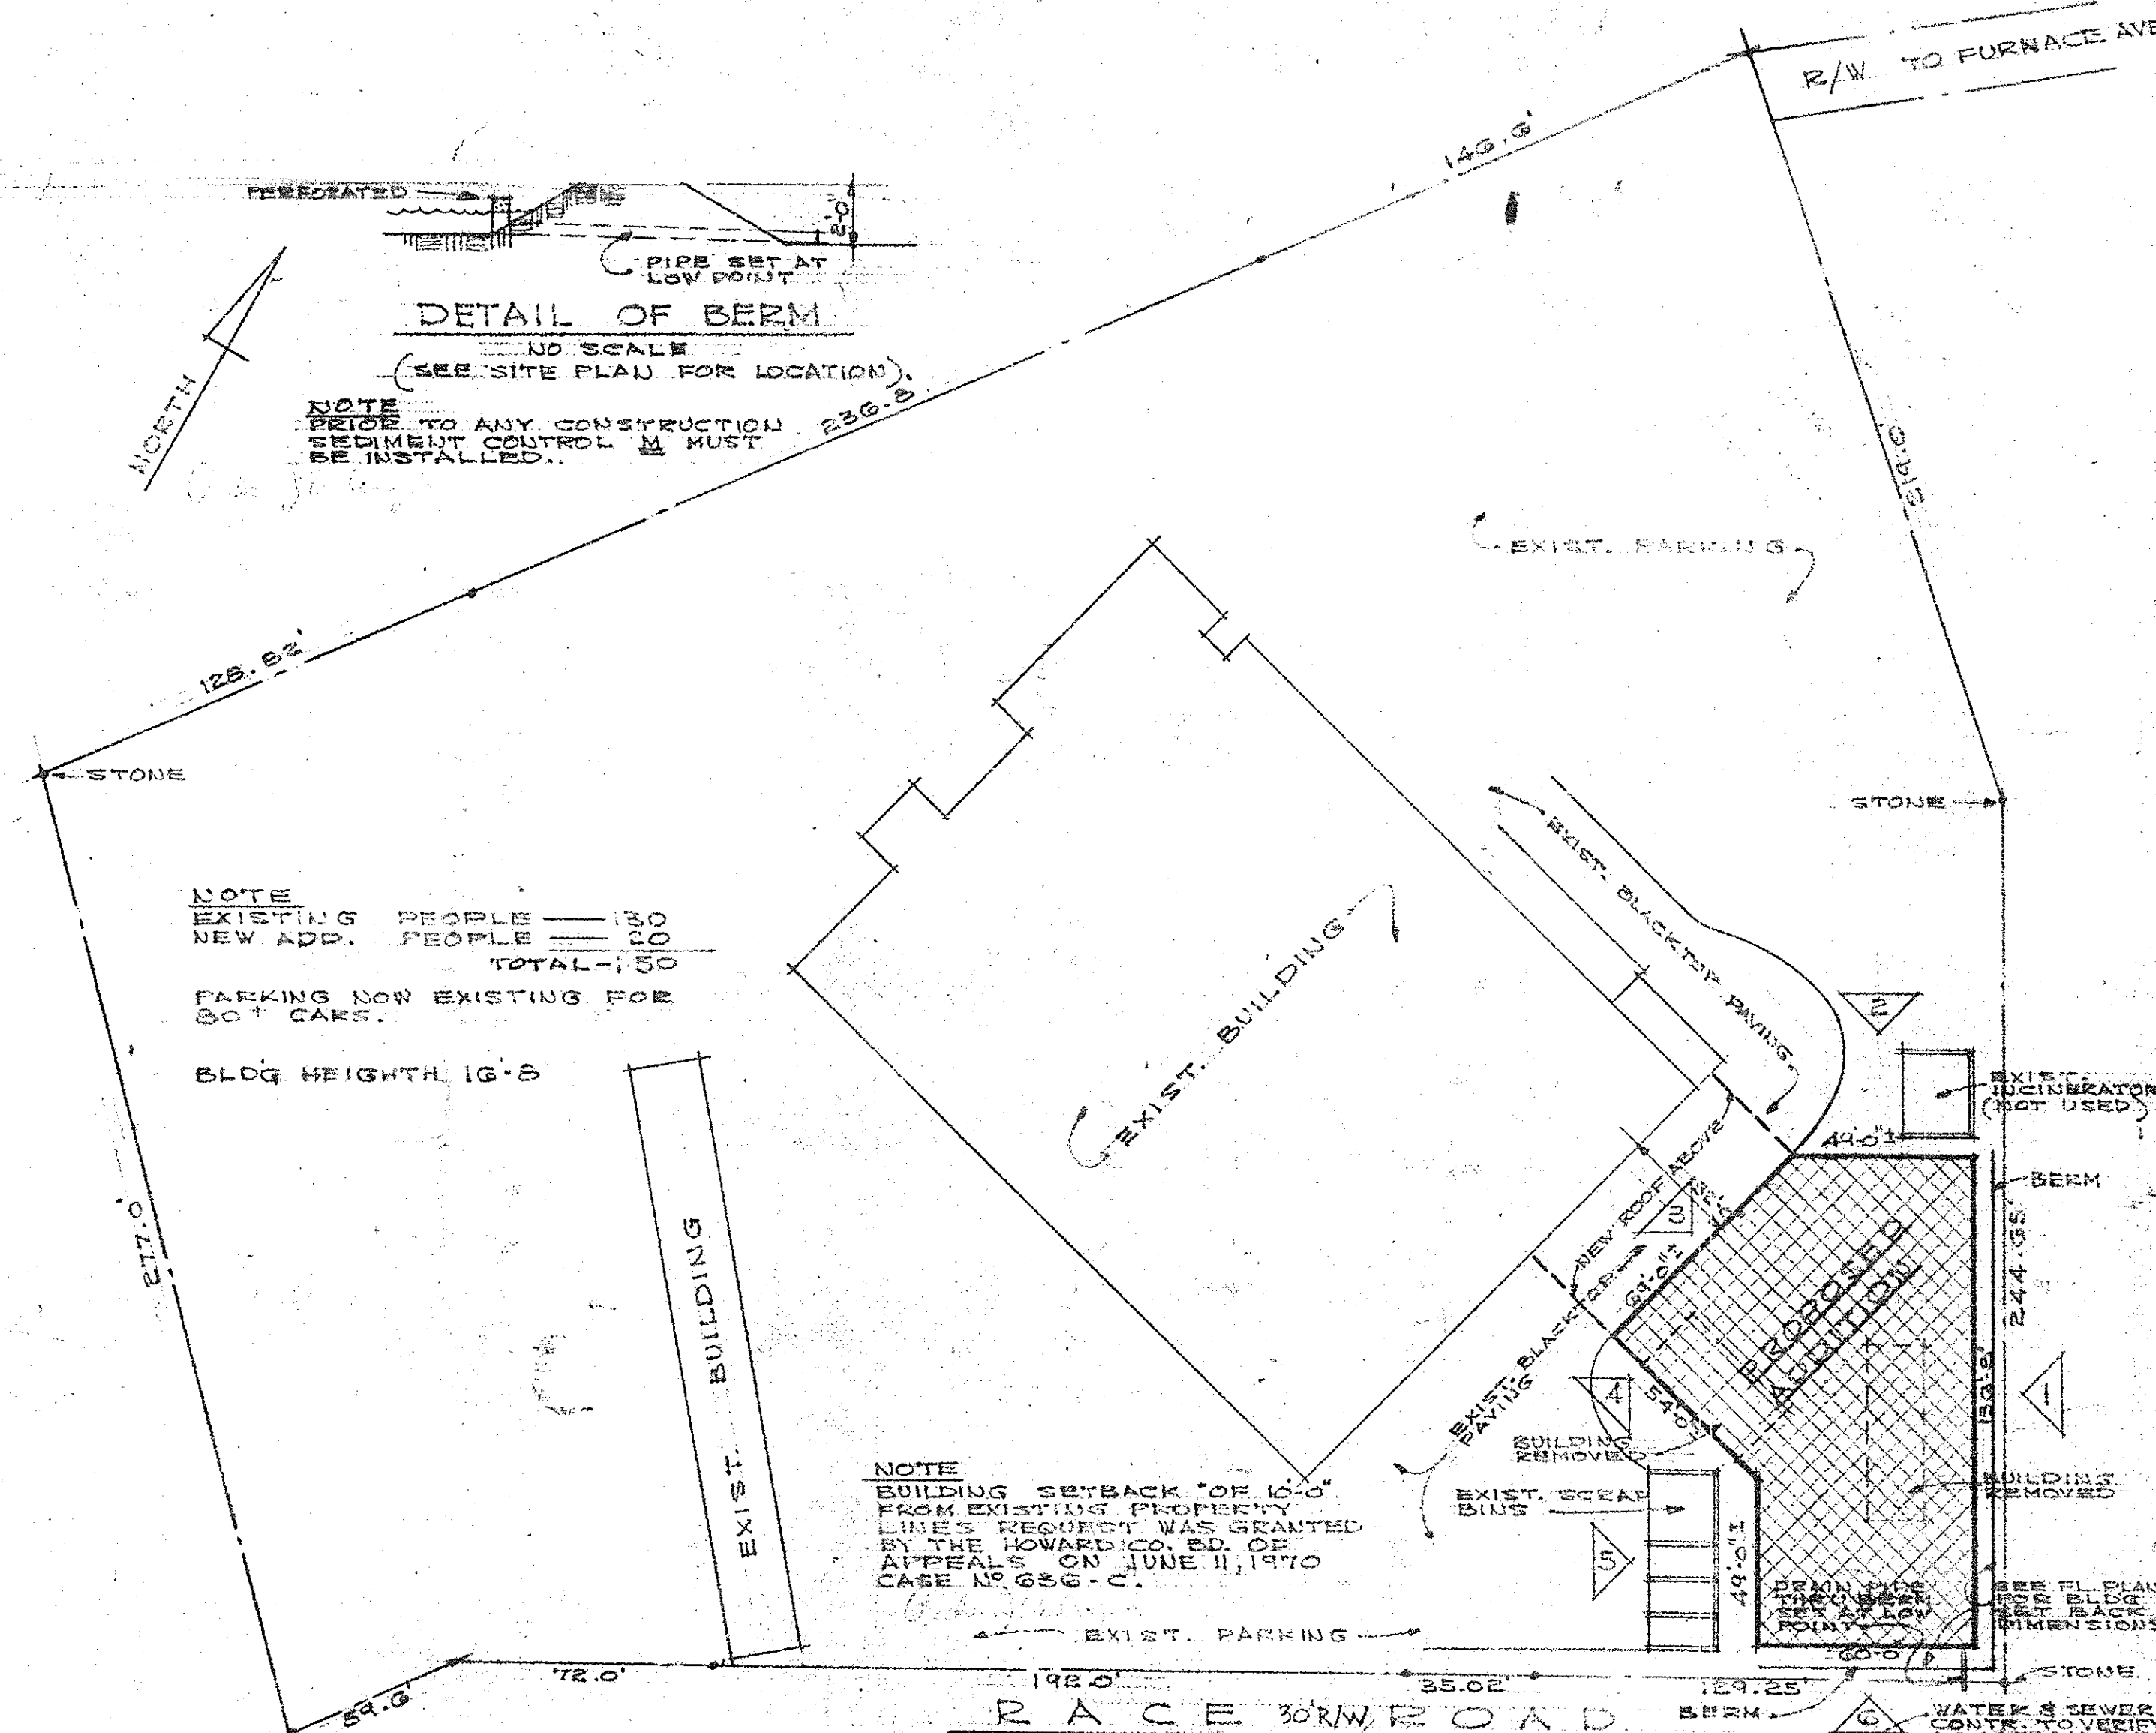 R/W TO FURNACE AVE
146.6'
PERFORATED
2'-0"
PIPE SET AT
LOW POINT
DETAIL OF BERM
NO SCALE
(SEE SITE PLAN FOR LOCATION).
NORTH
NOTE
PRIOR TO ANY CONSTRUCTION
SEDIMENT CONTROL M MUST
BE INSTALLED..
236.8
EXIST. PARKING
128.82'
STONE
STONE
EXIST. BLACKTOP PAVING
NOTE
EXISTING PEOPLE — 130
NEW ADD. PEOPLE — 20
TOTAL - 150
PARKING NOW EXISTING FOR
80+ CARS.
BLDG HEIGHTH 16'-8
EXIST. BUILDING
2
EXIST.
INCINERATOR
(NOT USED)
49'-0"±
BERM
NEW ROOF ABOVE
3
69'-0"±
277.0'
EXIST. BUILDING
244.65'
PROPOSED
ADDITION
1
EXIST. BLACKTOP
PAVING
4
54'-0"
BUILDING
REMOVED
BUILDING
REMOVED
EXIST. SCRAP
BINS
5
49'-0"±
NOTE
BUILDING SETBACK "OF 10'-0"
FROM EXISTING PROPERTY
LINES REQUEST WAS GRANTED
BY THE HOWARD CO. BD. OF
APPEALS ON JUNE 11, 1970
CASE Nº 636-C.
DRAIN PIPE
THRU BERM
SET AT LOW
POINT
SEE FL. PLAN
FOR BLDG
SET BACK
DIMENSIONS
EXIST. PARKING
60'-0"
STONE
59.6'
72.0'
192.0'
35.02'
129.25'
RACE 30' R/W ROAD
BERM
6
WATER & SEWER
CONTR. TO VERIF